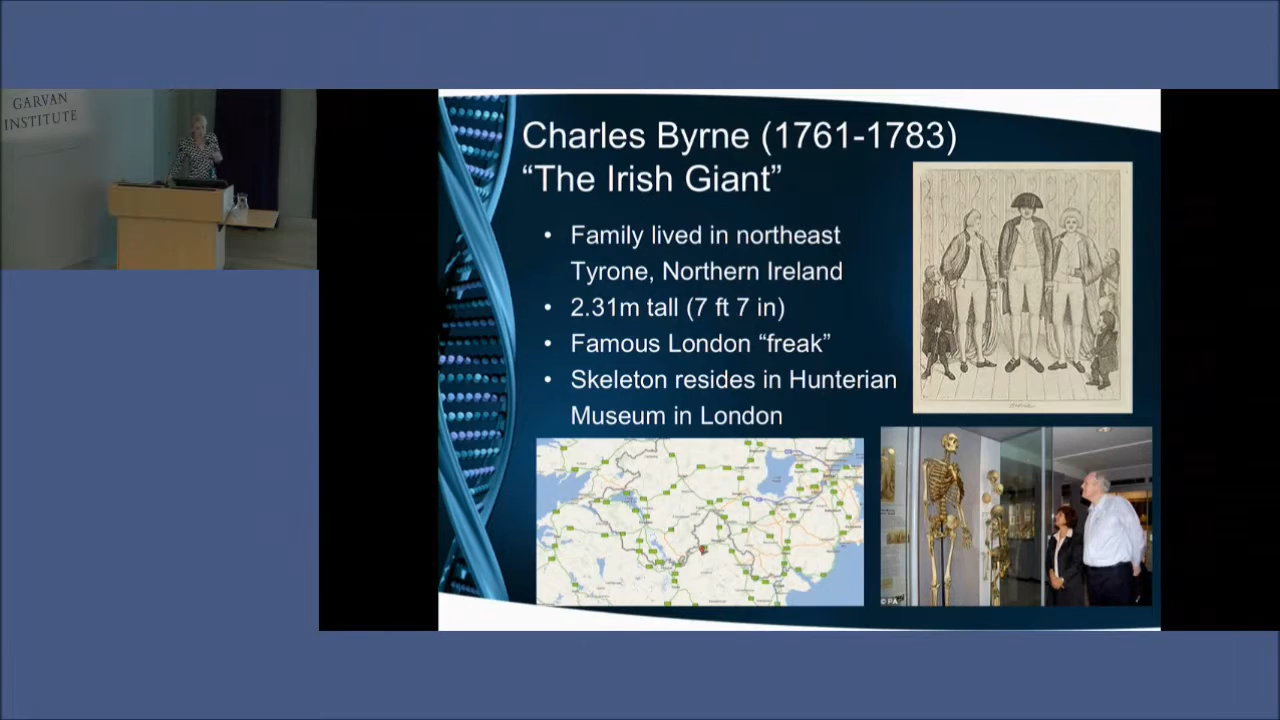 GARVAN
INSTITUTE
Charles Byrne (1761-1783)
“The Irish Giant”
• Family lived in northeast
Tyrone, Northern Ireland
• 2.31m tall (7 ft 7 in)
• Famous London “freak”
• Skeleton resides in Hunterian
Museum in London
© PA